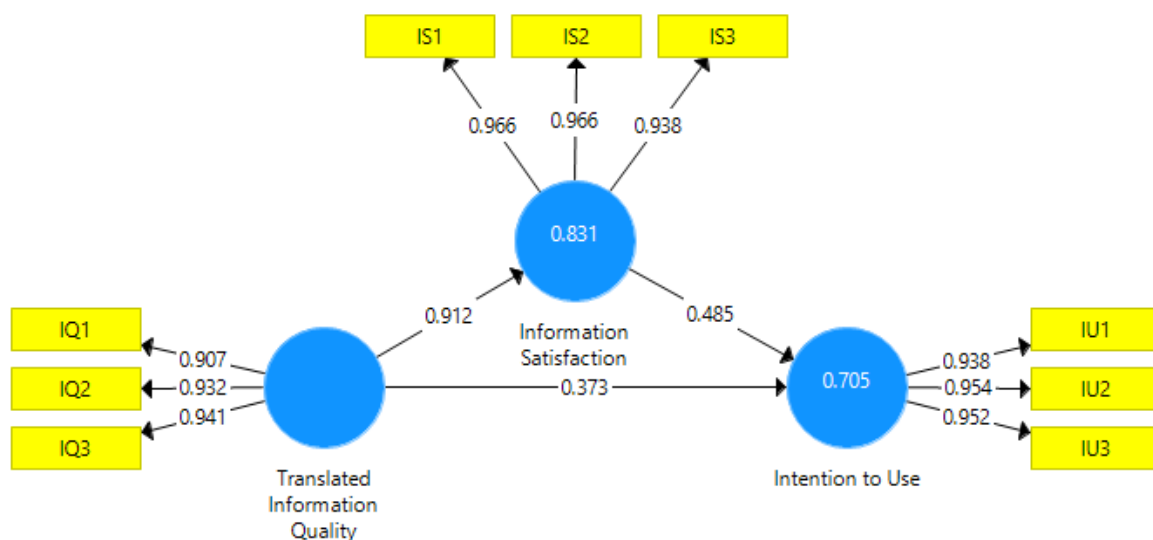 IS1
IS2
IS3
0.966
0.966
0.938
0.831
Information
Satisfaction
0.912
0.485
IQ1
IQ2
IQ3
0.907
0.932
0.941
Translated
Information
Quality
0.373
0.705
Intention to Use
0.938
0.954
0.952
IU1
IU2
IU3